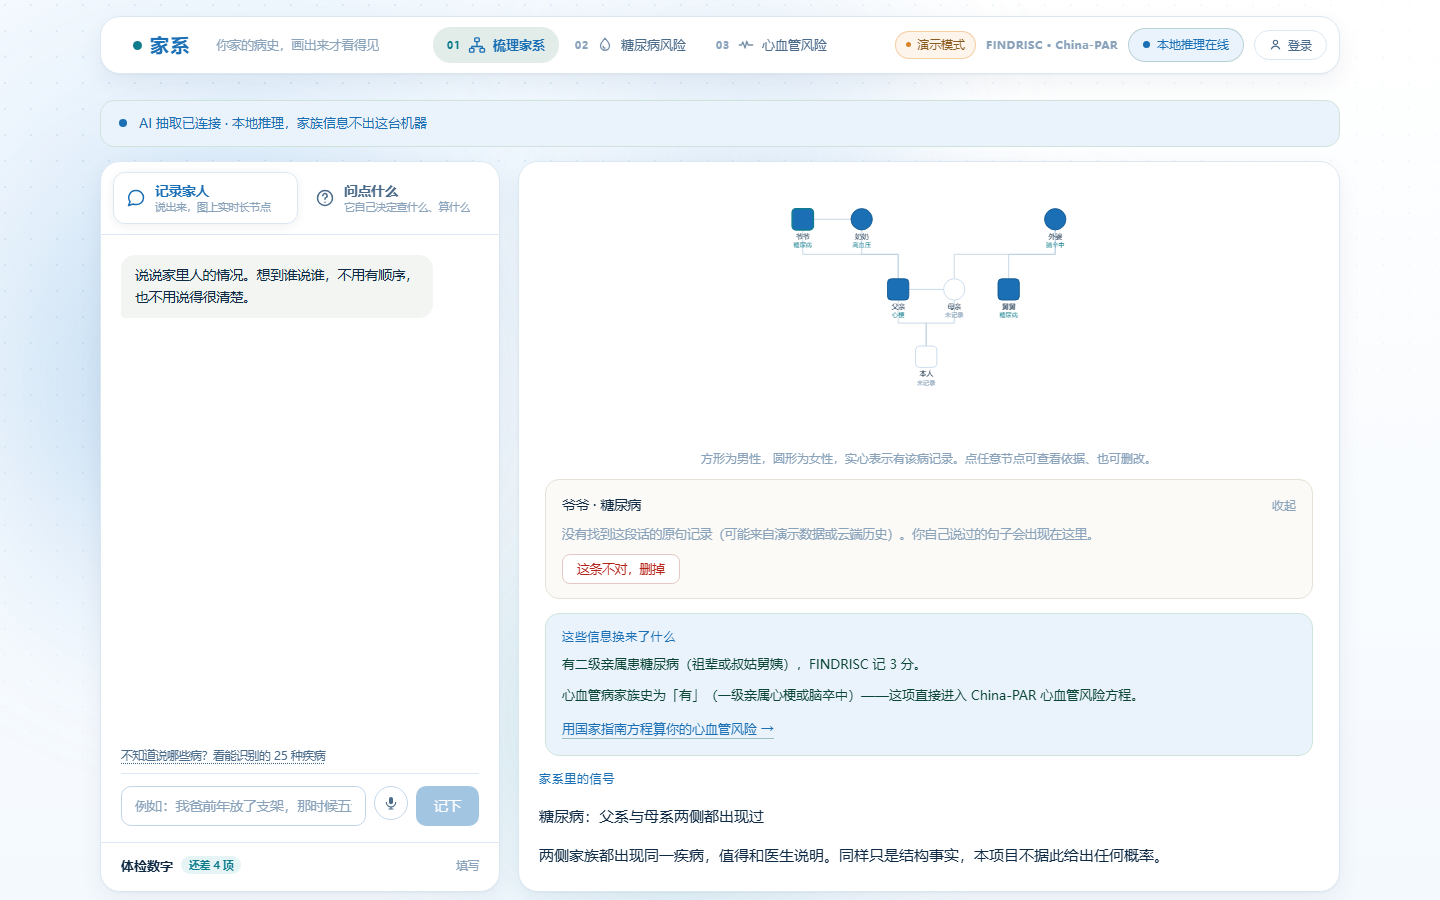 家系
你家的病史，画出来才看得见
01 梳理家系
02 糖尿病风险
03 心血管风险
演示模式
FINDRISC • China-PAR
本地推理在线
登录
AI 抽取已连接 · 本地推理，家族信息不出这台机器
记录家人
说出来，图上实时长节点
问点什么
它自己决定查什么、算什么
说说家里人的情况。想到谁说谁，不用有顺序，
也不用说得很清楚。
不知道说哪些病？看能识别的 25 种疾病
例如：我爸前年放了支架，那时候五
记下
体检数字
还差 4 项
填写
爷爷
糖尿病
奶奶
高血压
外婆
脑卒中
父亲
心梗
母亲
未记录
舅舅
糖尿病
本人
未记录
方形为男性，圆形为女性，实心表示有该病记录。点任意节点可查看依据、也可删改。
爷爷 · 糖尿病
收起
没有找到这段话的原句记录（可能来自演示数据或云端历史）。你自己说过的句子会出现在这里。
这条不对，删掉
这些信息换来了什么
有二级亲属患糖尿病（祖辈或叔姑舅姨），FINDRISC 记 3 分。
心血管病家族史为「有」（一级亲属心梗或脑卒中）——这项直接进入 China-PAR 心血管风险方程。
用国家指南方程算你的心血管风险 →
家系里的信号
糖尿病：父系与母系两侧都出现过
两侧家族都出现同一疾病，值得和医生说明。同样只是结构事实，本项目不据此给出任何概率。